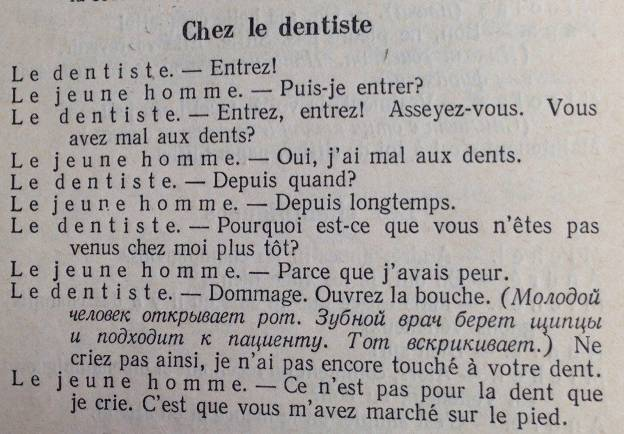 Chez le dentiste
Le dentiste. — Entrez!
Le jeune homme. — Puis-je entrer?
Le dentiste. — Entrez, entrez! Asseyez-vous. Vous
avez mal aux dents?
Le jeune homme. — Oui, j'ai mal aux dents.
Le dentiste. — Depuis quand?
Le jeune homme. — Depuis longtemps.
Le dentiste. — Pourquoi est-ce que vous n'êtes pas
venus chez moi plus tôt?
Le jeune homme. — Parce que j'avais peur.
Le dentiste. — Dommage. Ouvrez la bouche. (Молодой
человек открывает рот. Зубной врач берет щипцы
и подходит к пациенту. Тот вскрикивает.) Ne
criez pas ainsi, je n'ai pas encore touché à votre dent.
Le jeune homme. — Ce n'est pas pour la dent que
je crie. C'est que vous m'avez marché sur le pied.